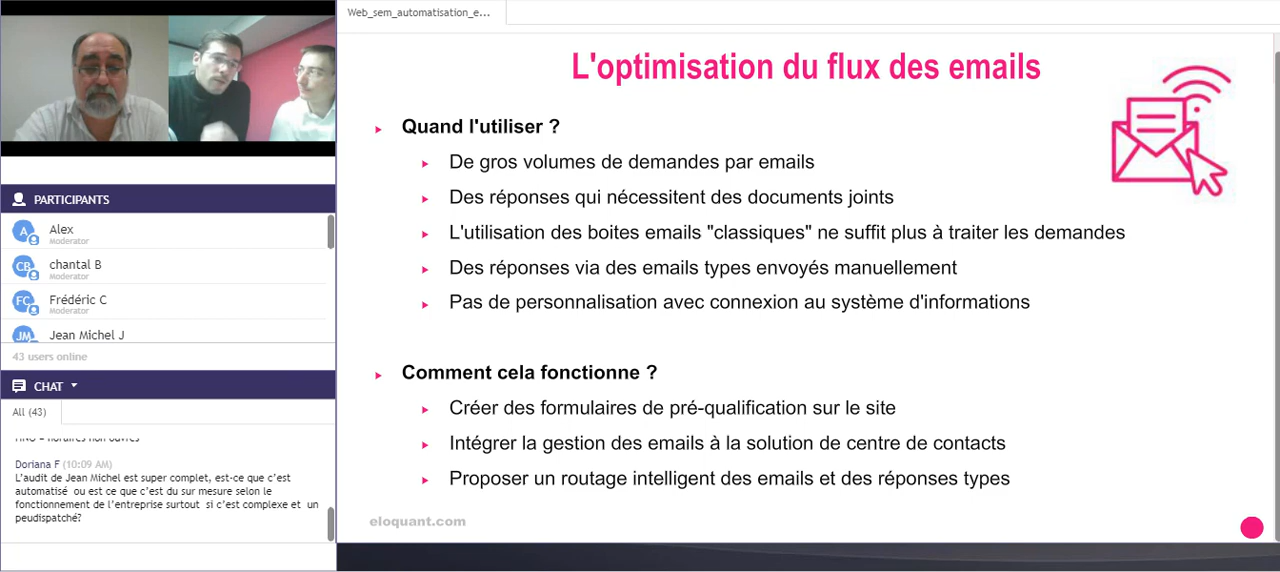 Web_sem_automatisation_e...
L'optimisation du flux des emails
Quand l'utiliser ?
De gros volumes de demandes par emails
Des réponses qui nécessitent des documents joints
L'utilisation des boites emails "classiques" ne suffit plus à traiter les demandes
Des réponses via des emails types envoyés manuellement
Pas de personnalisation avec connexion au système d'informations
Comment cela fonctionne ?
Créer des formulaires de pré-qualification sur le site
Intégrer la gestion des emails à la solution de centre de contacts
Proposer un routage intelligent des emails et des réponses types
eloquant.com
PARTICIPANTS
A
Alex
Moderator
CB
chantal B
Moderator
FC
Frédéric C
Moderator
JM
Jean Michel J
43 users online
CHAT
All (43)
= horaires non ouvrés
Doriana F (10:09 AM)
L'audit de Jean Michel est super complet, est-ce que c'est
automatisé ou est ce que c'est du sur mesure selon le
fonctionnement de l'entreprise surtout si c'est complexe et un
peudispatché?